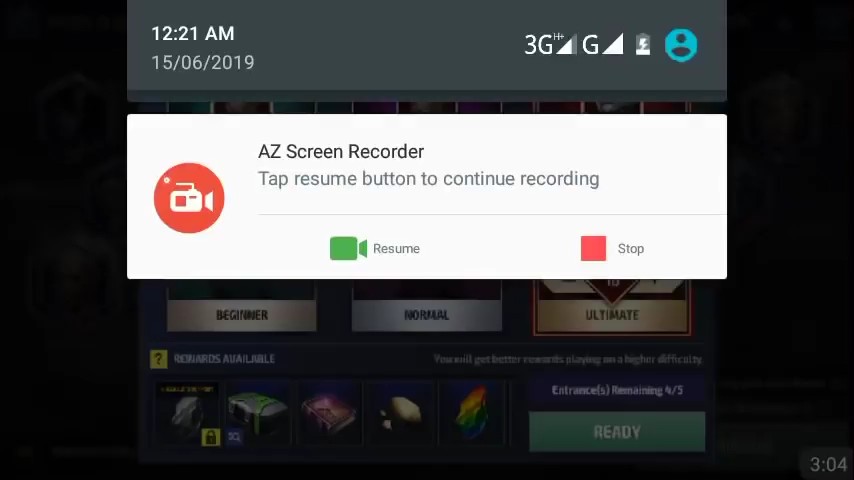 12:21 AM
15/06/2019
3G H+ G
AZ Screen Recorder
Tap resume button to continue recording
Resume
Stop
BEGINNER
NORMAL
ULTIMATE
? REWARDS AVAILABLE
You will get better rewards playing on a higher difficulty.
Entrance(s) Remaining 4/5
READY
3:04